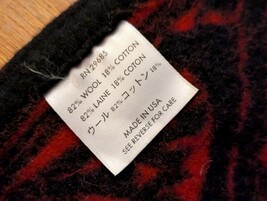 RN 29685
82% WOOL 18% COTTON
82% LAINE 18% COTON
ウール 82% コットン 18%
MADE IN USA
SEE REVERSE FOR CARE